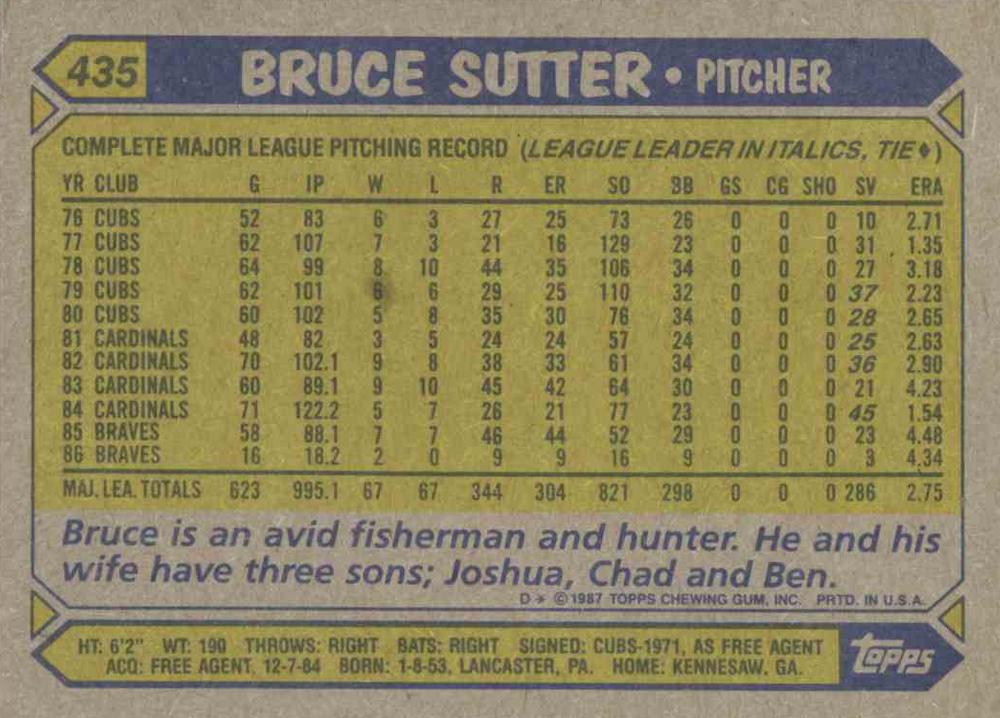 435 BRUCE SUTTER • PITCHER
COMPLETE MAJOR LEAGUE PITCHING RECORD (LEAGUE LEADER IN ITALICS, TIE♦)
YR CLUB G IP W L R ER SO BB GS CG SHO SV ERA
76 CUBS 52 83 6 3 27 25 73 26 0 0 0 10 2.71
77 CUBS 62 107 7 3 21 16 129 23 0 0 0 31 1.35
78 CUBS 64 99 8 10 44 35 106 34 0 0 0 27 3.18
79 CUBS 62 101 6 6 29 25 110 32 0 0 0 37 2.23
80 CUBS 60 102 5 8 35 30 76 34 0 0 0 28 2.65
81 CARDINALS 48 82 3 5 24 24 57 24 0 0 0 25 2.63
82 CARDINALS 70 102.1 9 8 38 33 61 34 0 0 0 36 2.90
83 CARDINALS 60 89.1 9 10 45 42 64 30 0 0 0 21 4.23
84 CARDINALS 71 122.2 5 7 26 21 77 23 0 0 0 45 1.54
85 BRAVES 58 88.1 7 7 46 44 52 29 0 0 0 23 4.48
86 BRAVES 16 18.2 2 0 9 9 16 9 0 0 0 3 4.34
MAJ. LEA. TOTALS 623 995.1 67 67 344 304 821 298 0 0 0 286 2.75
Bruce is an avid fisherman and hunter. He and his
wife have three sons; Joshua, Chad and Ben.
D* © 1987 TOPPS CHEWING GUM, INC. PRTD. IN U.S.A.
HT: 6'2" WT: 190 THROWS: RIGHT BATS: RIGHT SIGNED: CUBS-1971, AS FREE AGENT
ACQ: FREE AGENT, 12-7-84 BORN: 1-8-53, LANCASTER, PA. HOME: KENNESAW, GA.
Topps